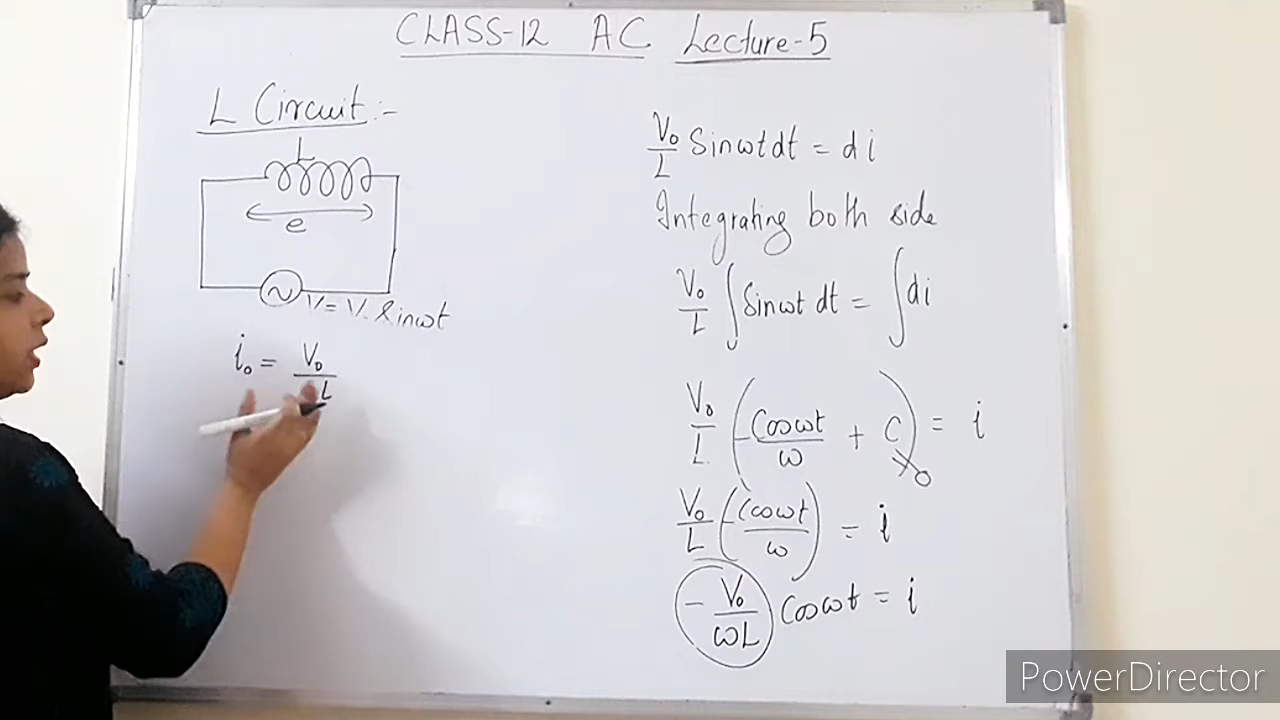 CLASS-12 AC Lecture-5
L Circuit:-
L
e
V = V. Sinωt
i₀ = V₀/L
V₀/L Sinωt dt = di
Integrating both side
V₀/L ∫ Sinωt dt = ∫ di
V₀/L (-Cosωt/ω + C) = i
0
V₀/L (-Cosωt/ω) = i
- V₀/ωL Cosωt = i
PowerDirector